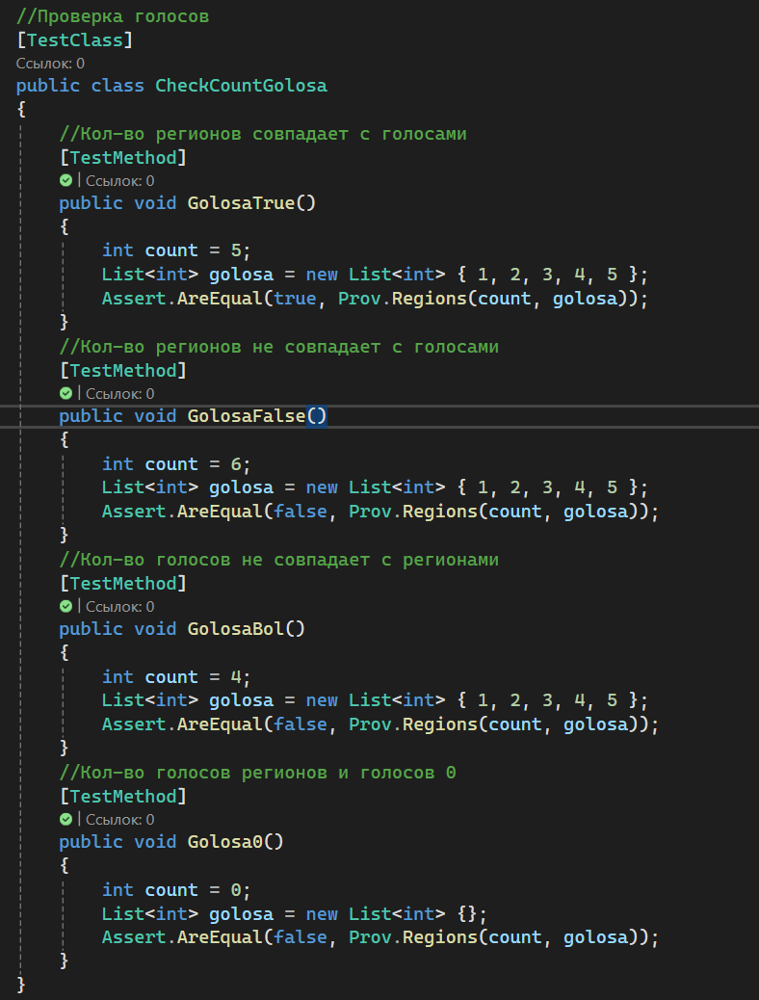 //Проверка голосов
[TestClass]
Ссылок: 0
public class CheckCountGolosa
{
//Кол-во регионов совпадает с голосами
[TestMethod]
| Ссылок: 0
public void GolosaTrue()
{
int count = 5;
List<int> golosa = new List<int> { 1, 2, 3, 4, 5 };
Assert.AreEqual(true, Prov.Regions(count, golosa));
}
//Кол-во регионов не совпадает с голосами
[TestMethod]
| Ссылок: 0
public void GolosaFalse()
{
int count = 6;
List<int> golosa = new List<int> { 1, 2, 3, 4, 5 };
Assert.AreEqual(false, Prov.Regions(count, golosa));
}
//Кол-во голосов не совпадает с регионами
[TestMethod]
| Ссылок: 0
public void GolosaBol()
{
int count = 4;
List<int> golosa = new List<int> { 1, 2, 3, 4, 5 };
Assert.AreEqual(false, Prov.Regions(count, golosa));
}
//Кол-во голосов регионов и голосов 0
[TestMethod]
| Ссылок: 0
public void Golosa0()
{
int count = 0;
List<int> golosa = new List<int> {};
Assert.AreEqual(false, Prov.Regions(count, golosa));
}
}